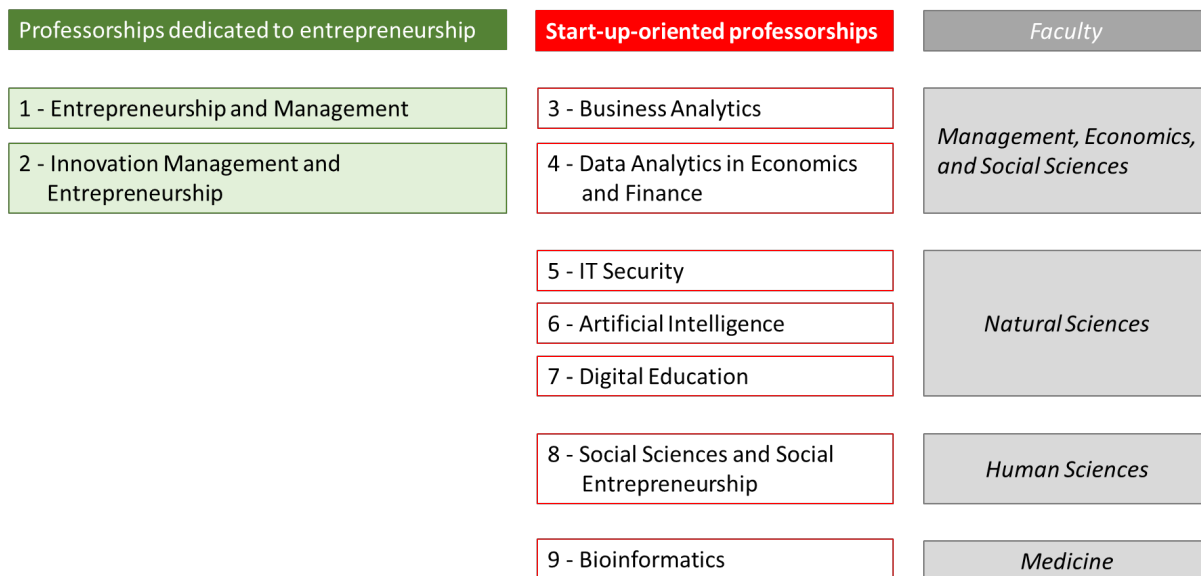 Professorships dedicated to entrepreneurship
Start-up-oriented professorships
Faculty
1 - Entrepreneurship and Management
3 - Business Analytics
Management, Economics,
and Social Sciences
2 - Innovation Management and
Entrepreneurship
4 - Data Analytics in Economics
and Finance
5 - IT Security
6 - Artificial Intelligence
7 - Digital Education
Natural Sciences
8 - Social Sciences and Social
Entrepreneurship
Human Sciences
9 - Bioinformatics
Medicine